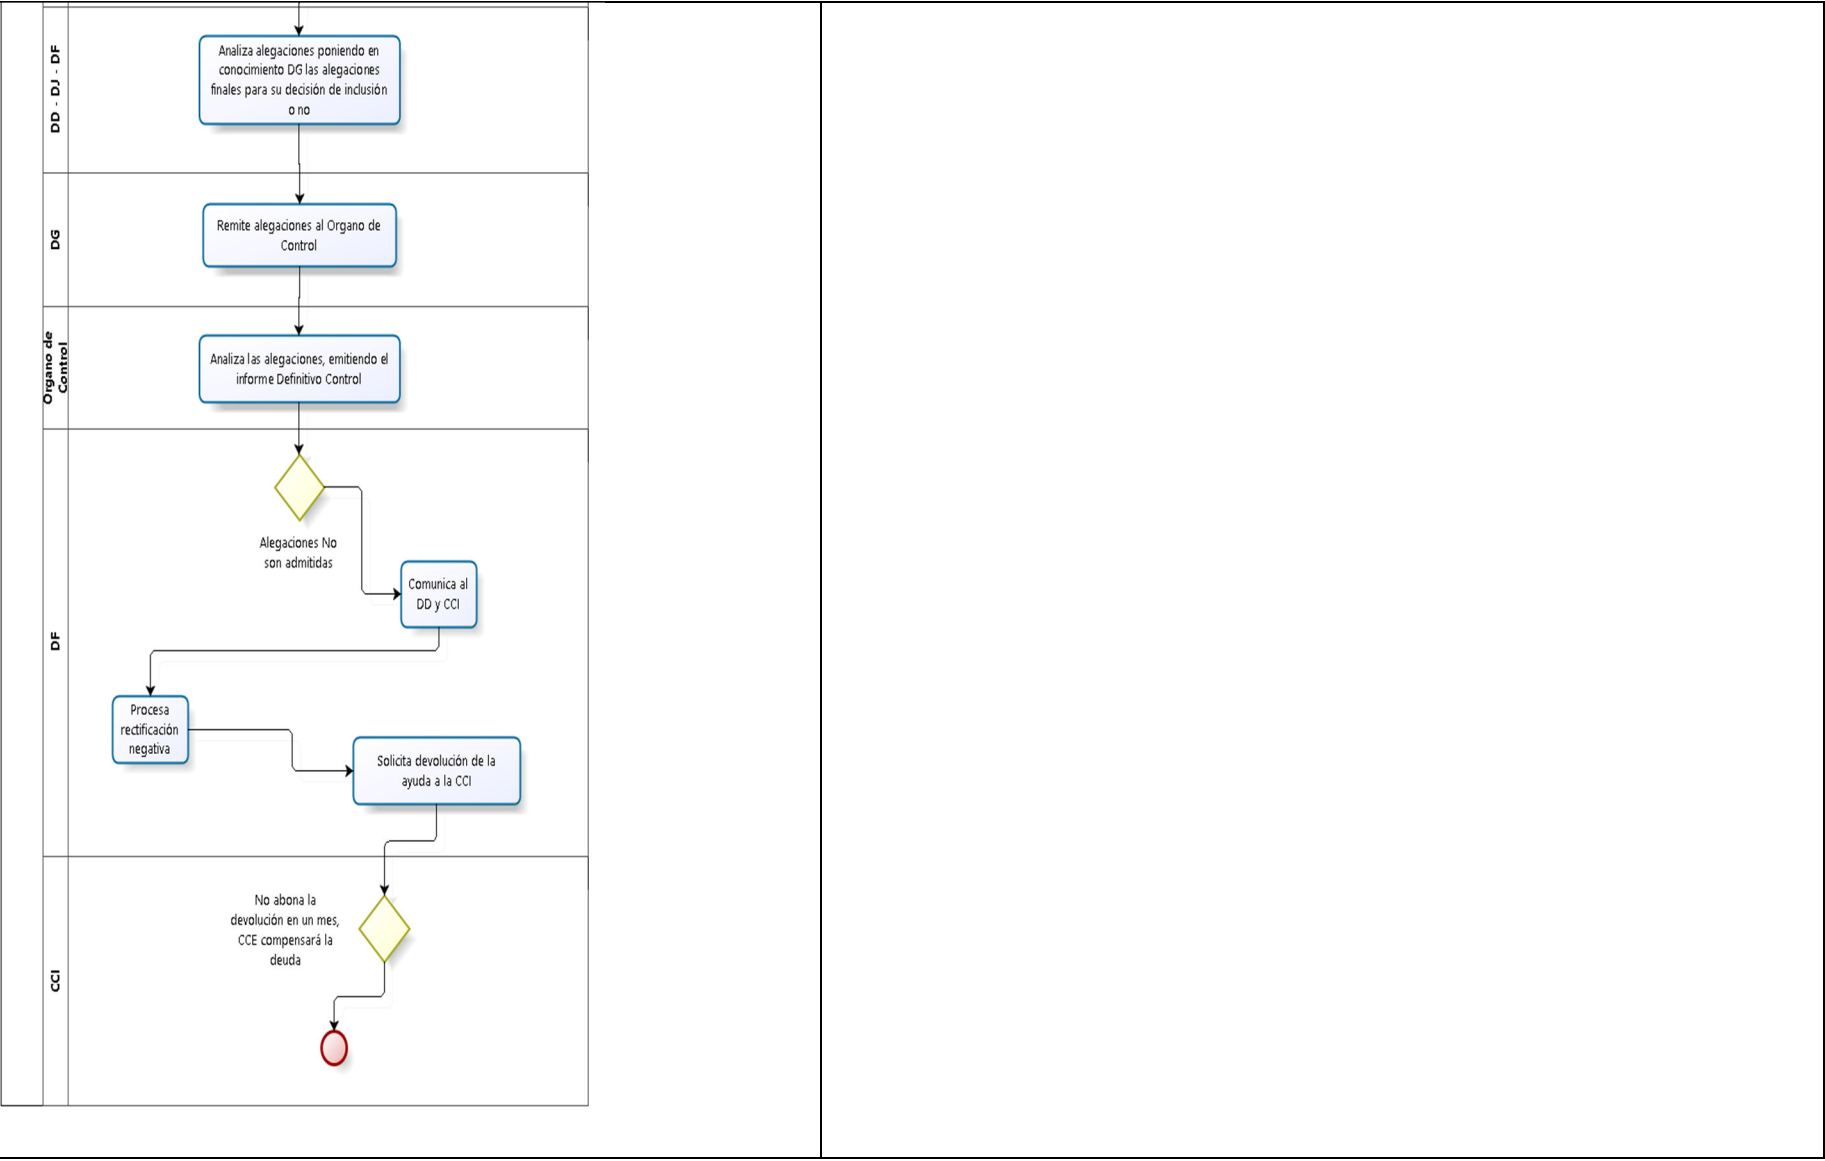 DD - DJ - DF
Analiza alegaciones poniendo en
conocimiento DG las alegaciones
finales para su decisión de inclusión
o no
DG
Remite alegaciones al Organo de
Control
Organo de
Control
Analiza las alegaciones, emitiendo el
informe Definitivo Control
DF
Alegaciones No
son admitidas
Comunica al
DD y CCI
Procesa
rectificación
negativa
Solicita devolución de la
ayuda a la CCI
CCI
No abona la
devolución en un mes,
CCE compensará la
deuda